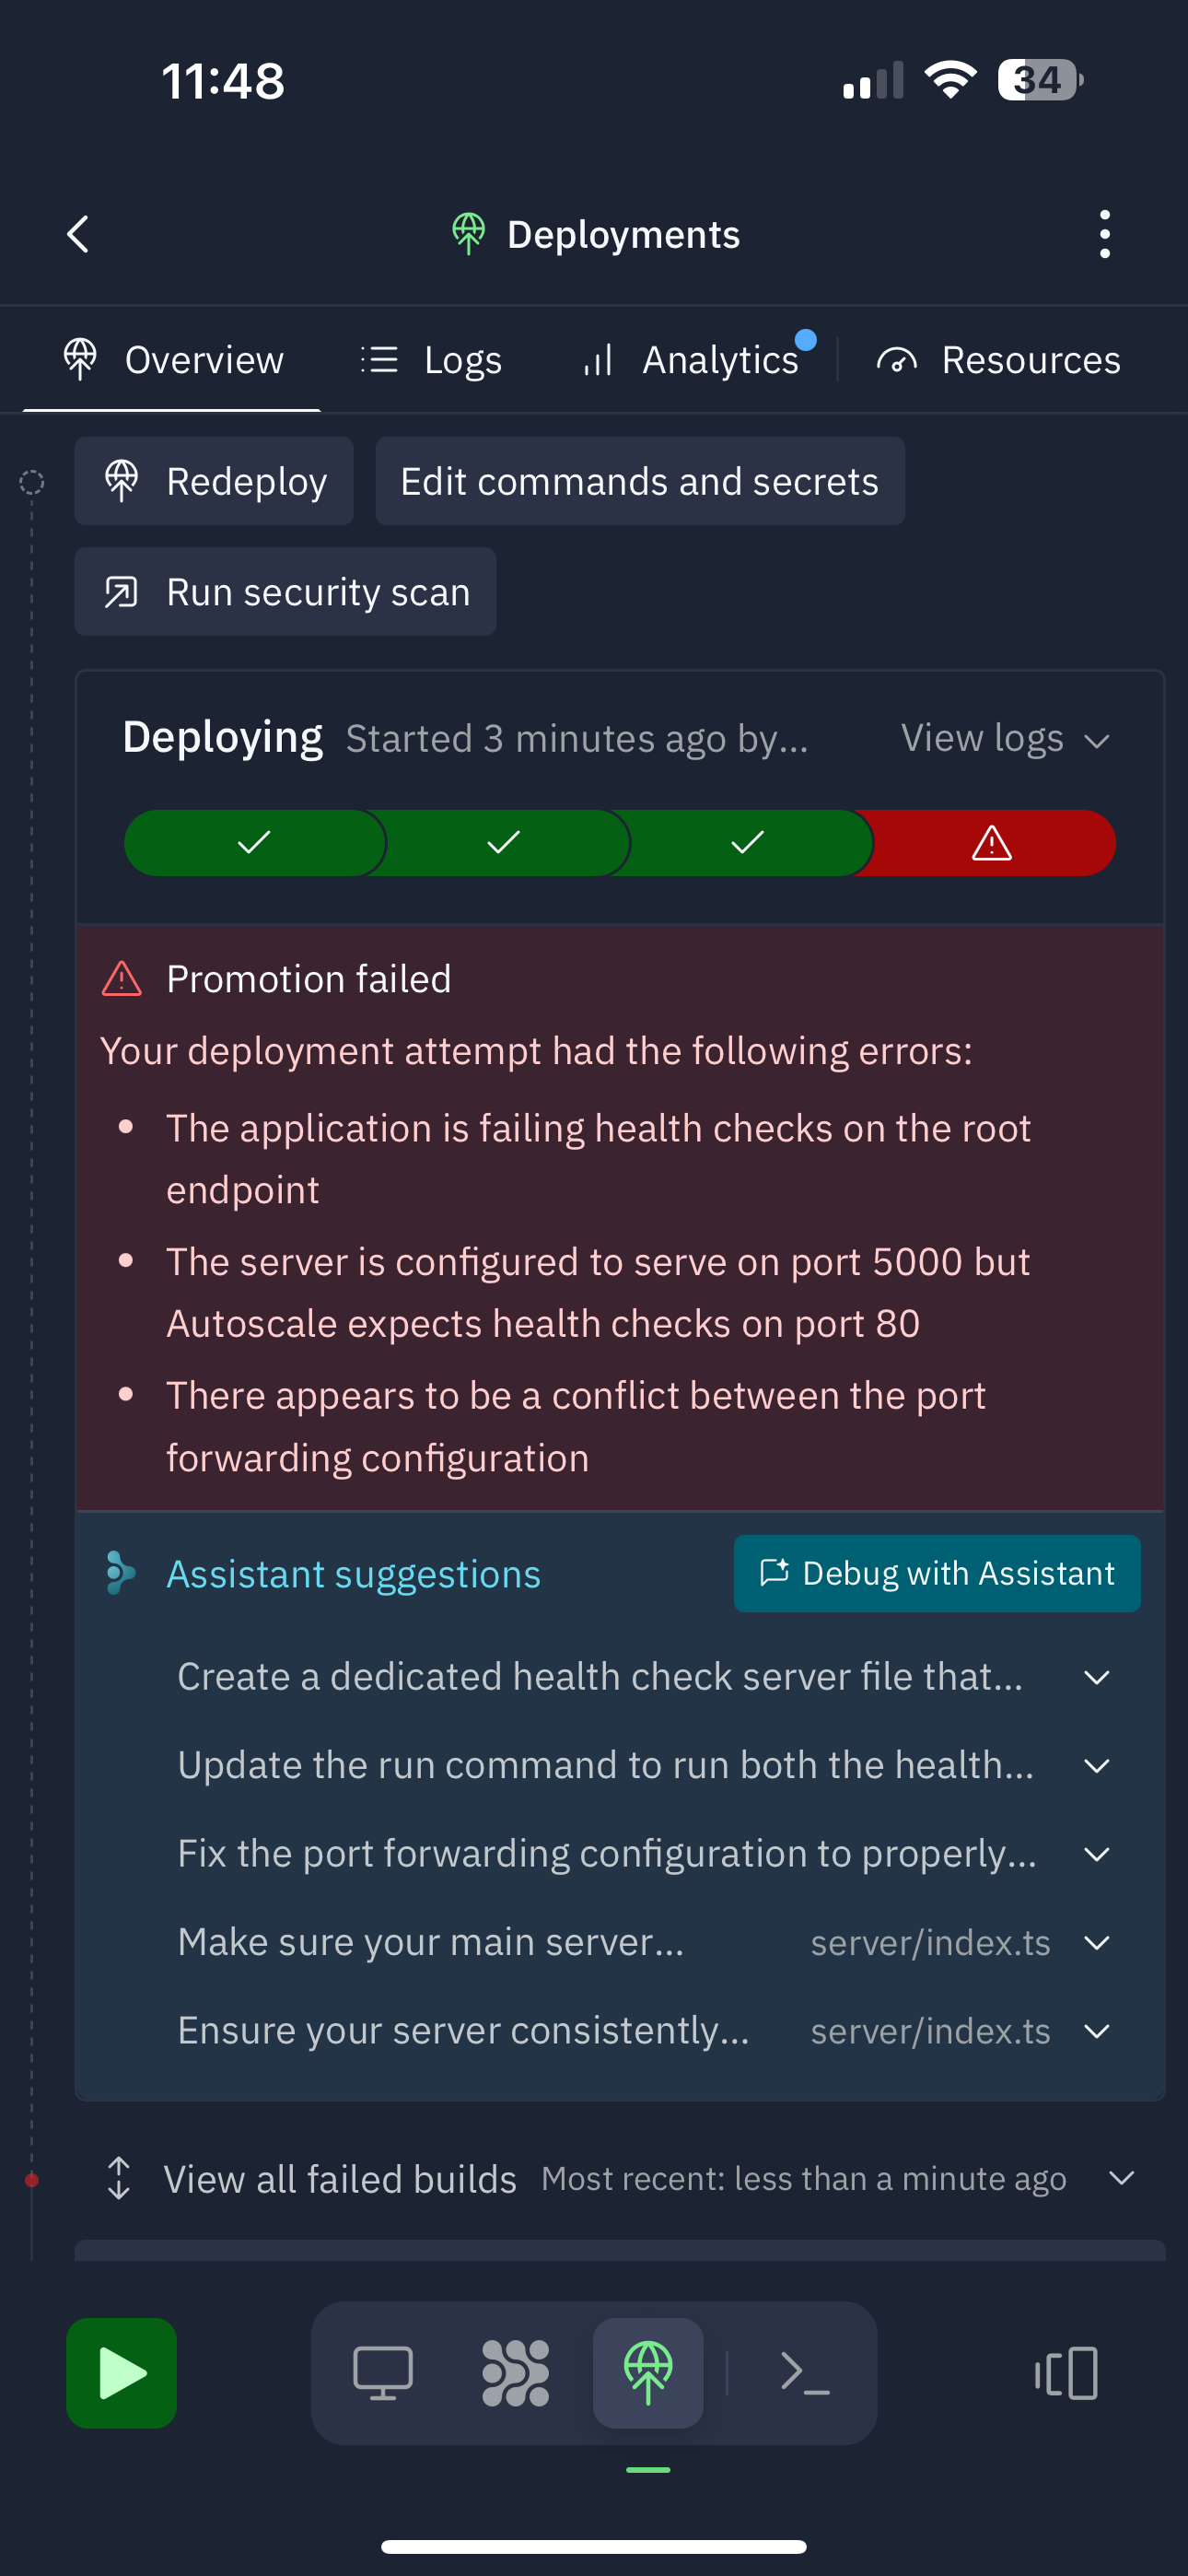 11:48
34
Deployments
Overview
Logs
Analytics
Resources
Redeploy
Edit commands and secrets
Run security scan
Deploying Started 3 minutes ago by... View logs
Promotion failed
Your deployment attempt had the following errors:
• The application is failing health checks on the root
endpoint
• The server is configured to serve on port 5000 but
Autoscale expects health checks on port 80
• There appears to be a conflict between the port
forwarding configuration
Assistant suggestions
Debug with Assistant
Create a dedicated health check server file that...
Update the run command to run both the health...
Fix the port forwarding configuration to properly...
Make sure your main server... server/index.ts
Ensure your server consistently... server/index.ts
View all failed builds Most recent: less than a minute ago